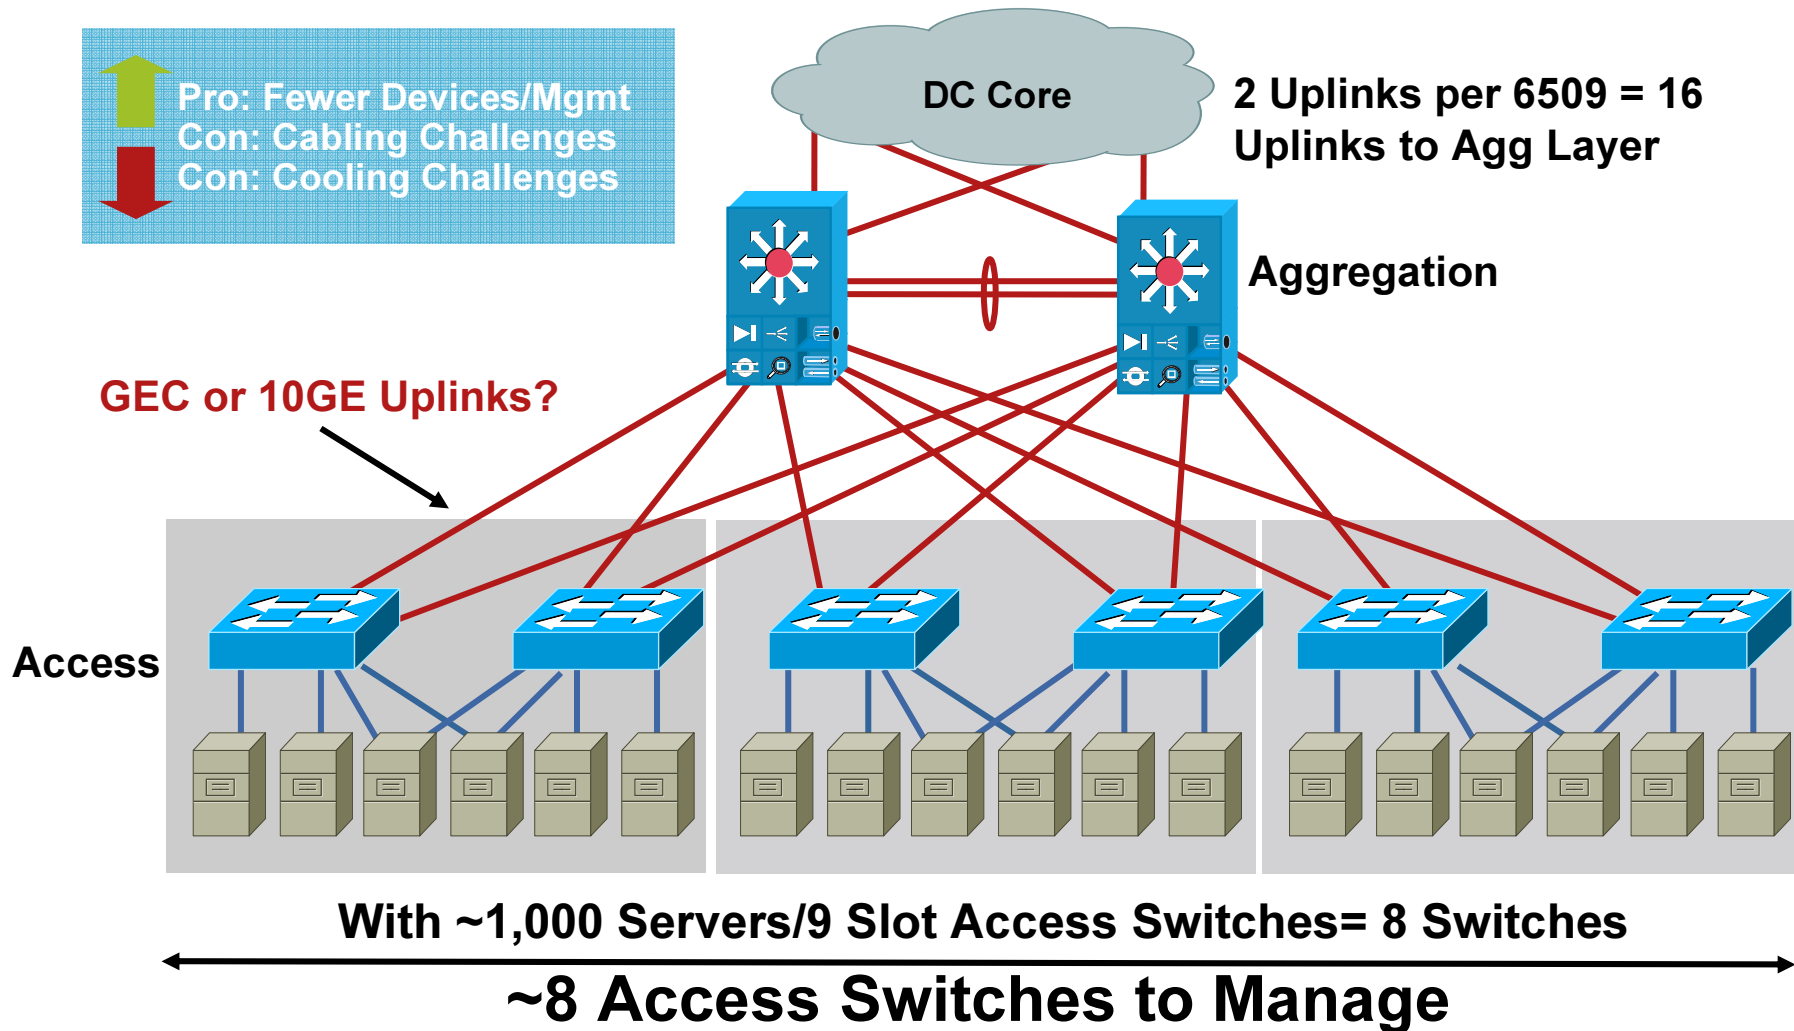 Pro: Fewer Devices/Mgmt
Con: Cabling Challenges
Con: Cooling Challenges
DC Core
2 Uplinks per 6509 = 16
Uplinks to Agg Layer
Aggregation
GEC or 10GE Uplinks?
Access
With ~1,000 Servers/9 Slot Access Switches= 8 Switches
~8 Access Switches to Manage